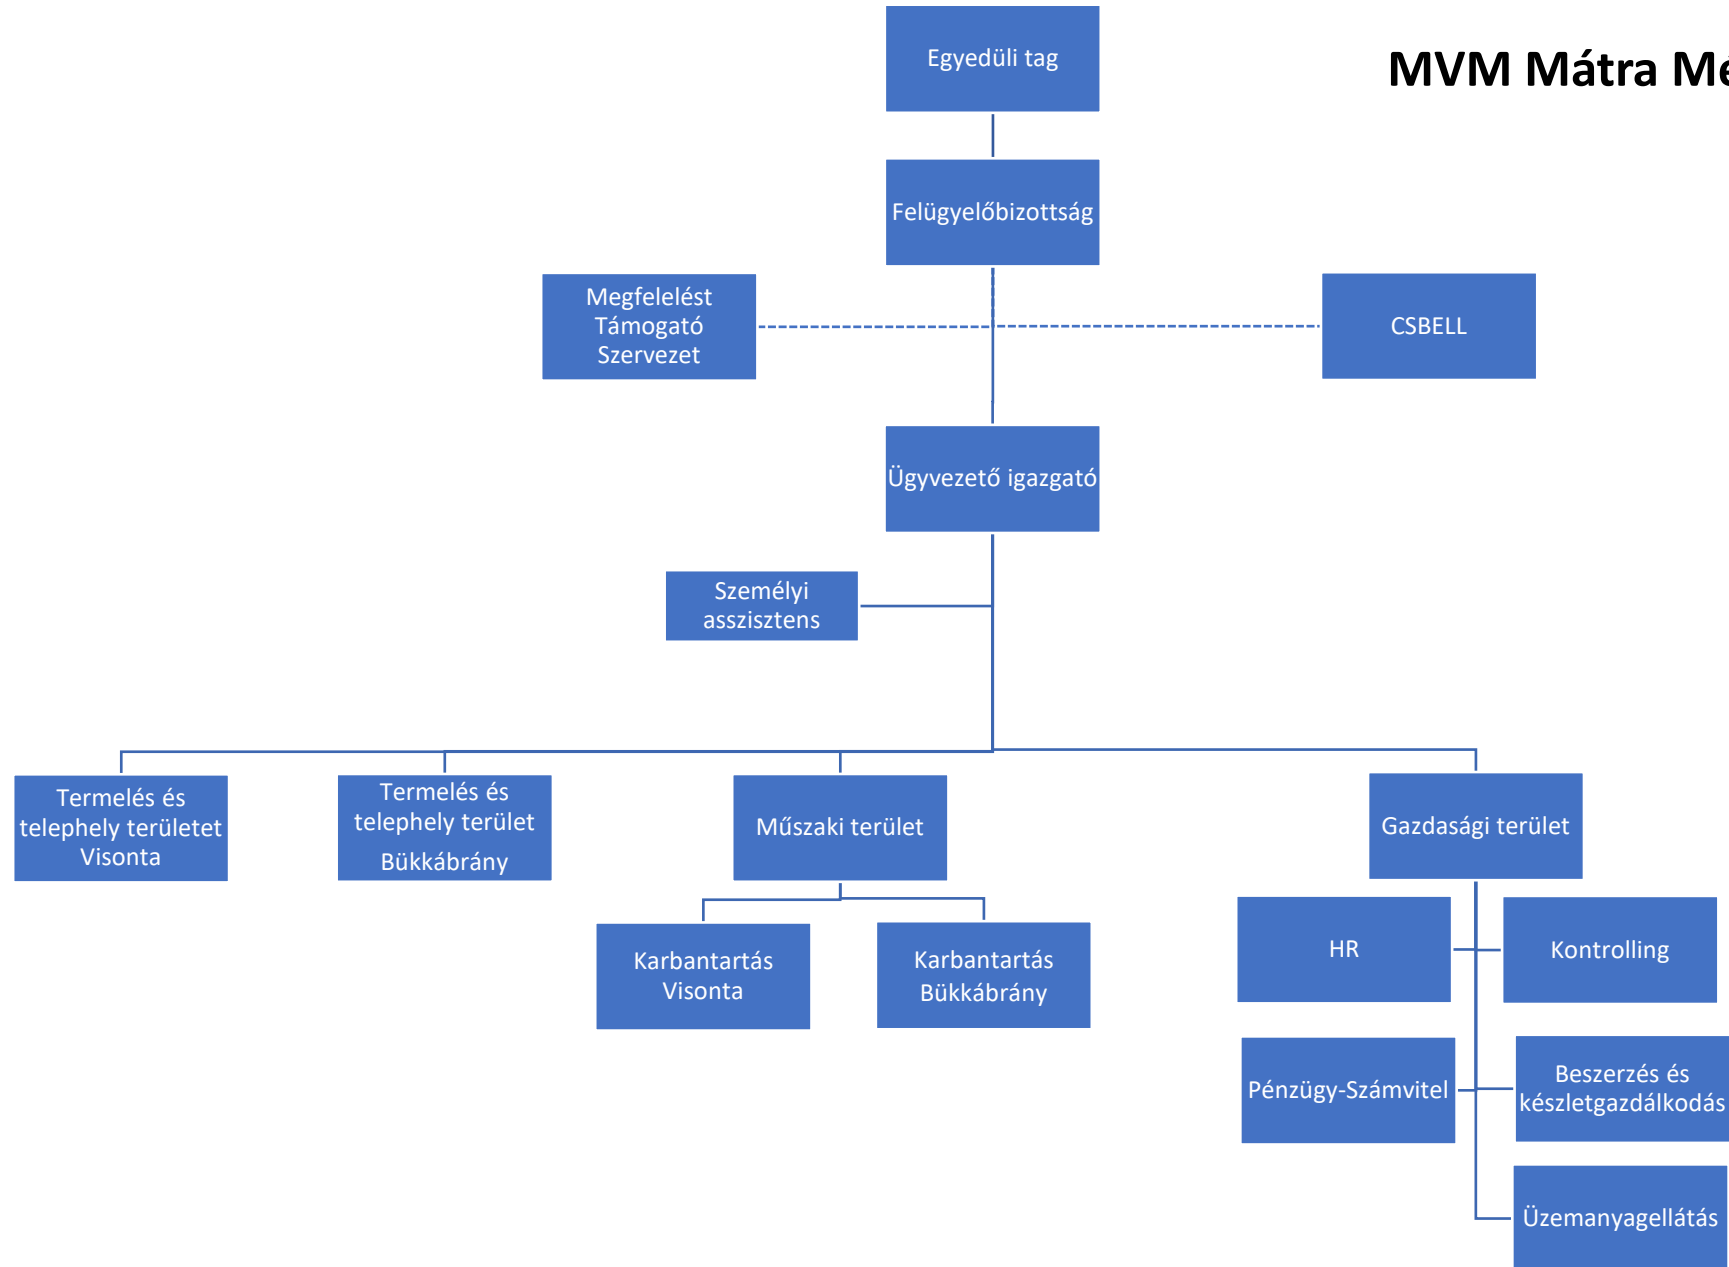 Egyedüli tag
MVM Mátra Mé
Felügyelőbizottság
Megfelelést
Támogató
Szervezet
CSBELL
Ügyvezető igazgató
Személyi
asszisztens
Termelés és
telephely területet
Visonta
Termelés és
telephely terület
Bükkábrány
Műszaki terület
Gazdasági terület
Karbantartás
Visonta
Karbantartás
Bükkábrány
HR
Kontrolling
Pénzügy-Számvitel
Beszerzés és
készletgazdálkodás
Üzemanyagellátás